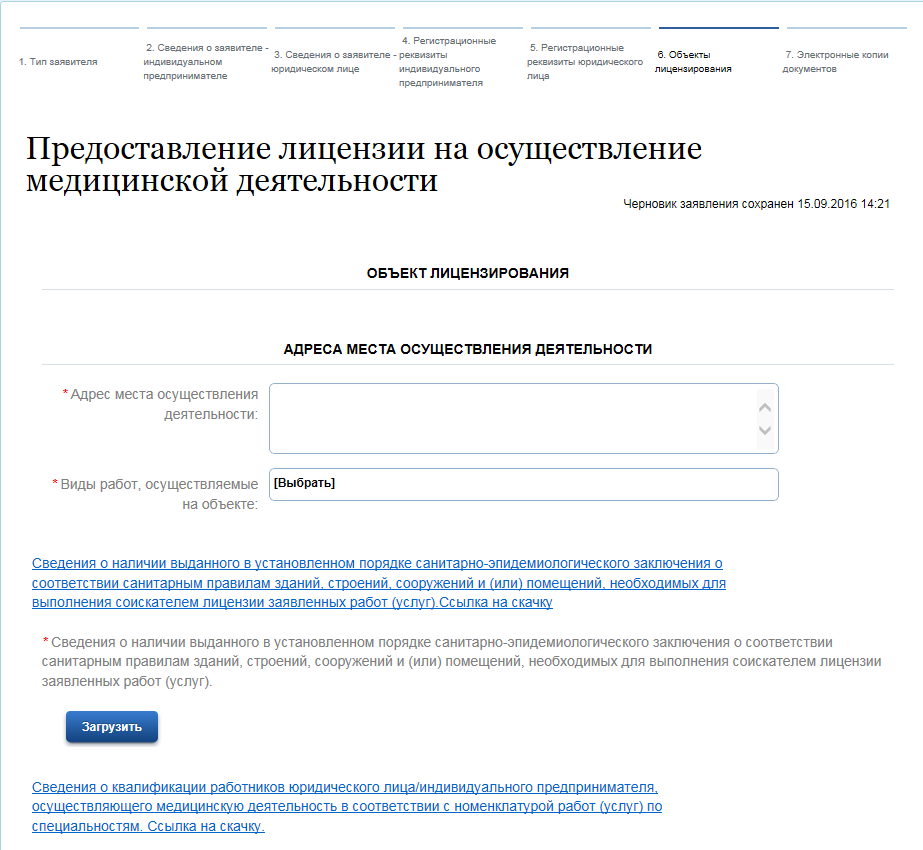 1. Тип заявителя
2. Сведения о заявителе -
индивидуальном
предпринимателе
3. Сведения о заявителе -
юридическом лице
4. Регистрационные
реквизиты
индивидуального
предпринимателя
5. Регистрационные
реквизиты юридического
лица
6. Объекты
лицензирования
7. Электронные копии
документов
Предоставление лицензии на осуществление
медицинской деятельности
Черновик заявления сохранен 15.09.2016 14:21
ОБЪЕКТ ЛИЦЕНЗИРОВАНИЯ
АДРЕСА МЕСТА ОСУЩЕСТВЛЕНИЯ ДЕЯТЕЛЬНОСТИ
* Адрес места осуществления
деятельности:
* Виды работ, осуществляемые
на объекте:
[Выбрать]
Сведения о наличии выданного в установленном порядке санитарно-эпидемиологического заключения о
соответствии санитарным правилам зданий, строений, сооружений и (или) помещений, необходимых для
выполнения соискателем лицензии заявленных работ (услуг).Ссылка на скачку
* Сведения о наличии выданного в установленном порядке санитарно-эпидемиологического заключения о соответствии
санитарным правилам зданий, строений, сооружений и (или) помещений, необходимых для выполнения соискателем лицензии
заявленных работ (услуг).
Загрузить
Сведения о квалификации работников юридического лица/индивидуального предпринимателя,
осуществляющего медицинскую деятельность в соответствии с номенклатурой работ (услуг) по
специальностям. Ссылка на скачку.